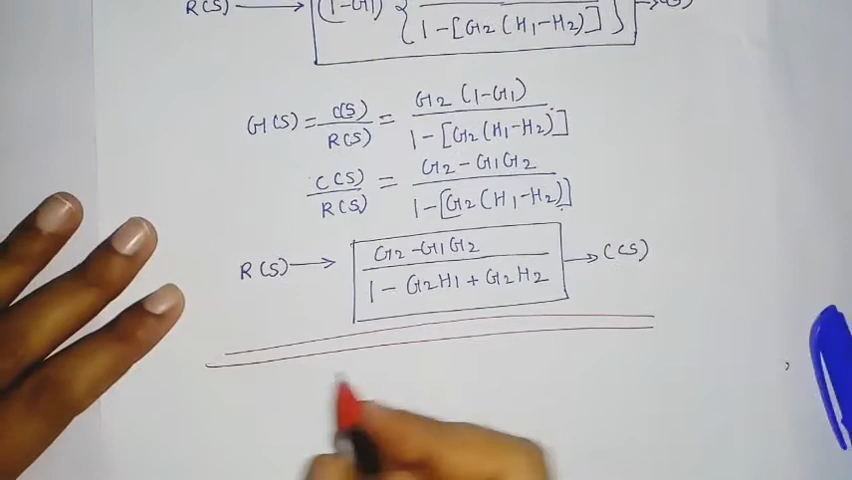 R(S) (1-G1) { 1-[G2(H1-H2)] }
G(S) = C(S)/R(S) = G2(1-G1)/1-[G2(H1-H2)]
C(S)/R(S) = G2-G1G2/1-[G2(H1-H2)]
R(S) → G2-G1G2/1-G2H1+G2H2 → C(S)